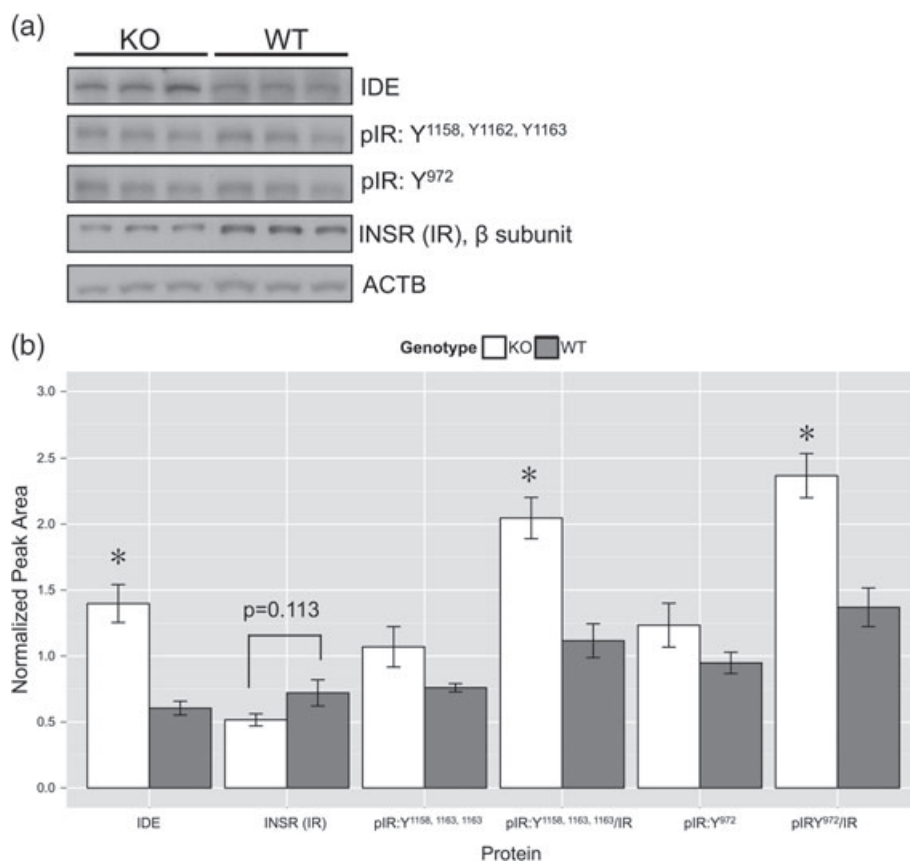 (a)
KO WT
IDE
pIR: Y1158, Y1162, Y1163
pIR: Y972
INSR (IR), β subunit
ACTB
(b)
Genotype KO WT
Normalized Peak Area
3.0
2.5
2.0
1.5
1.0
0.5
0.0
*
p=0.113
*
*
IDE INSR (IR) pIR:Y1158, 1163, 1163 pIR:Y1158, 1163, 1163/IR pIR:Y972 pIRY972/IR
Protein